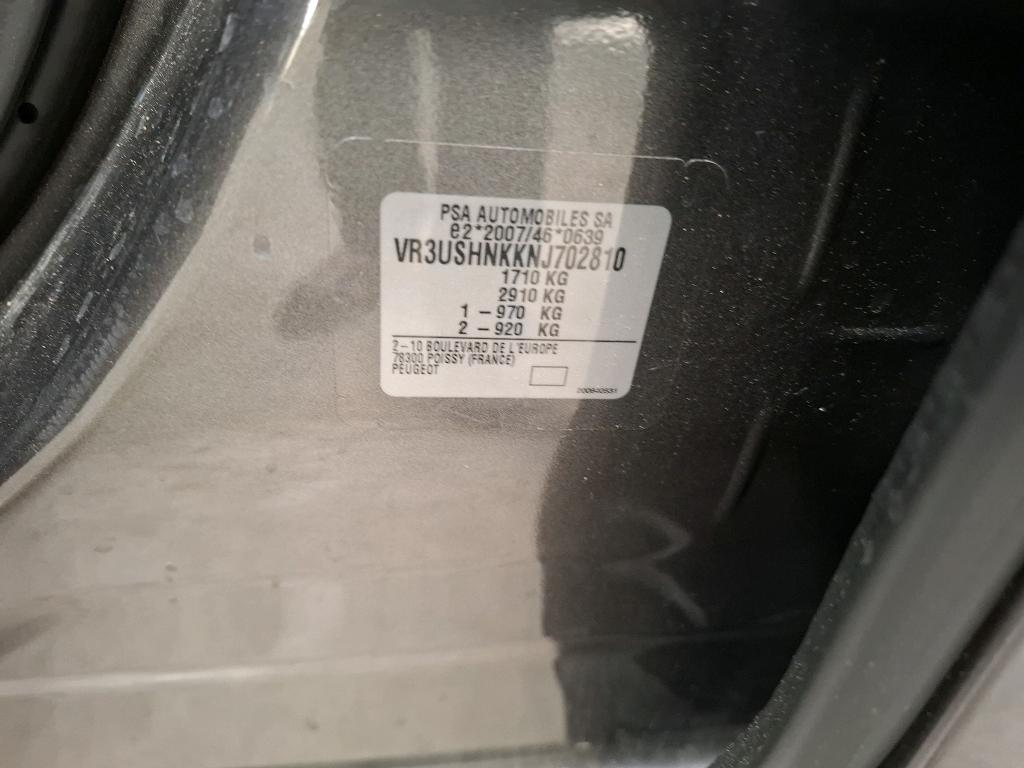 PSA AUTOMOBILES SA
e2*2007/46*0639
VR3USHNKKNJ702810
1710 KG
2910 KG
1 - 970 KG
2 - 920 KG
2-10 BOULEVARD DE L'EUROPE
78300 POISSY (FRANCE)
PEUGEOT